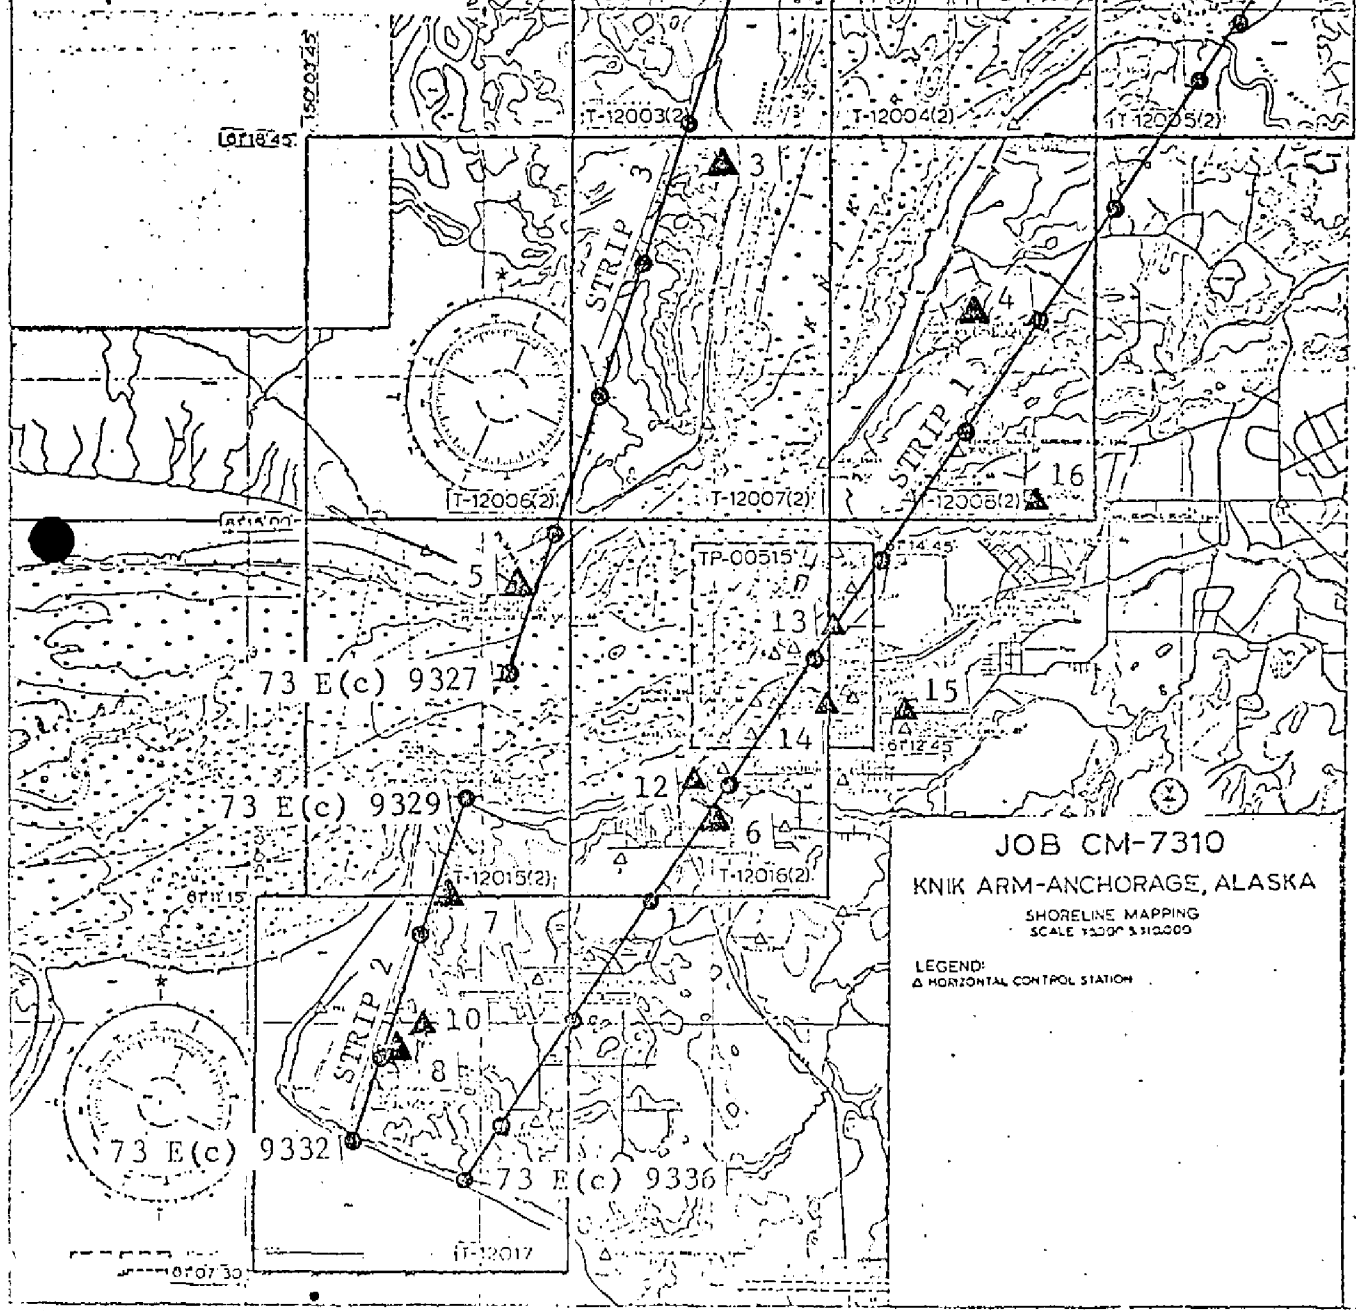 150°03'45"
T-12003(2)
T-12004(2)
T-12005(2)
61°18'45"
3
STRIP 3
K
K
4
STRIP 1
16
T-12006(2)
T-12007(2)
T-12008(2)
61°15'00"
TP-00515
61°14'45"
5
13
73 E(c) 9327
15
14
61°12'45"
12
73 E(c) 9329
6
T-12015(2)
T-12016(2)
61°11'15"
7
STRIP 2
10
8
73 E(c) 9332
73 E(c) 9336
T-12017
61°07'30"
JOB CM-7310
KNIK ARM-ANCHORAGE, ALASKA
SHORELINE MAPPING
SCALE
LEGEND:
△ HORIZONTAL CONTROL STATION